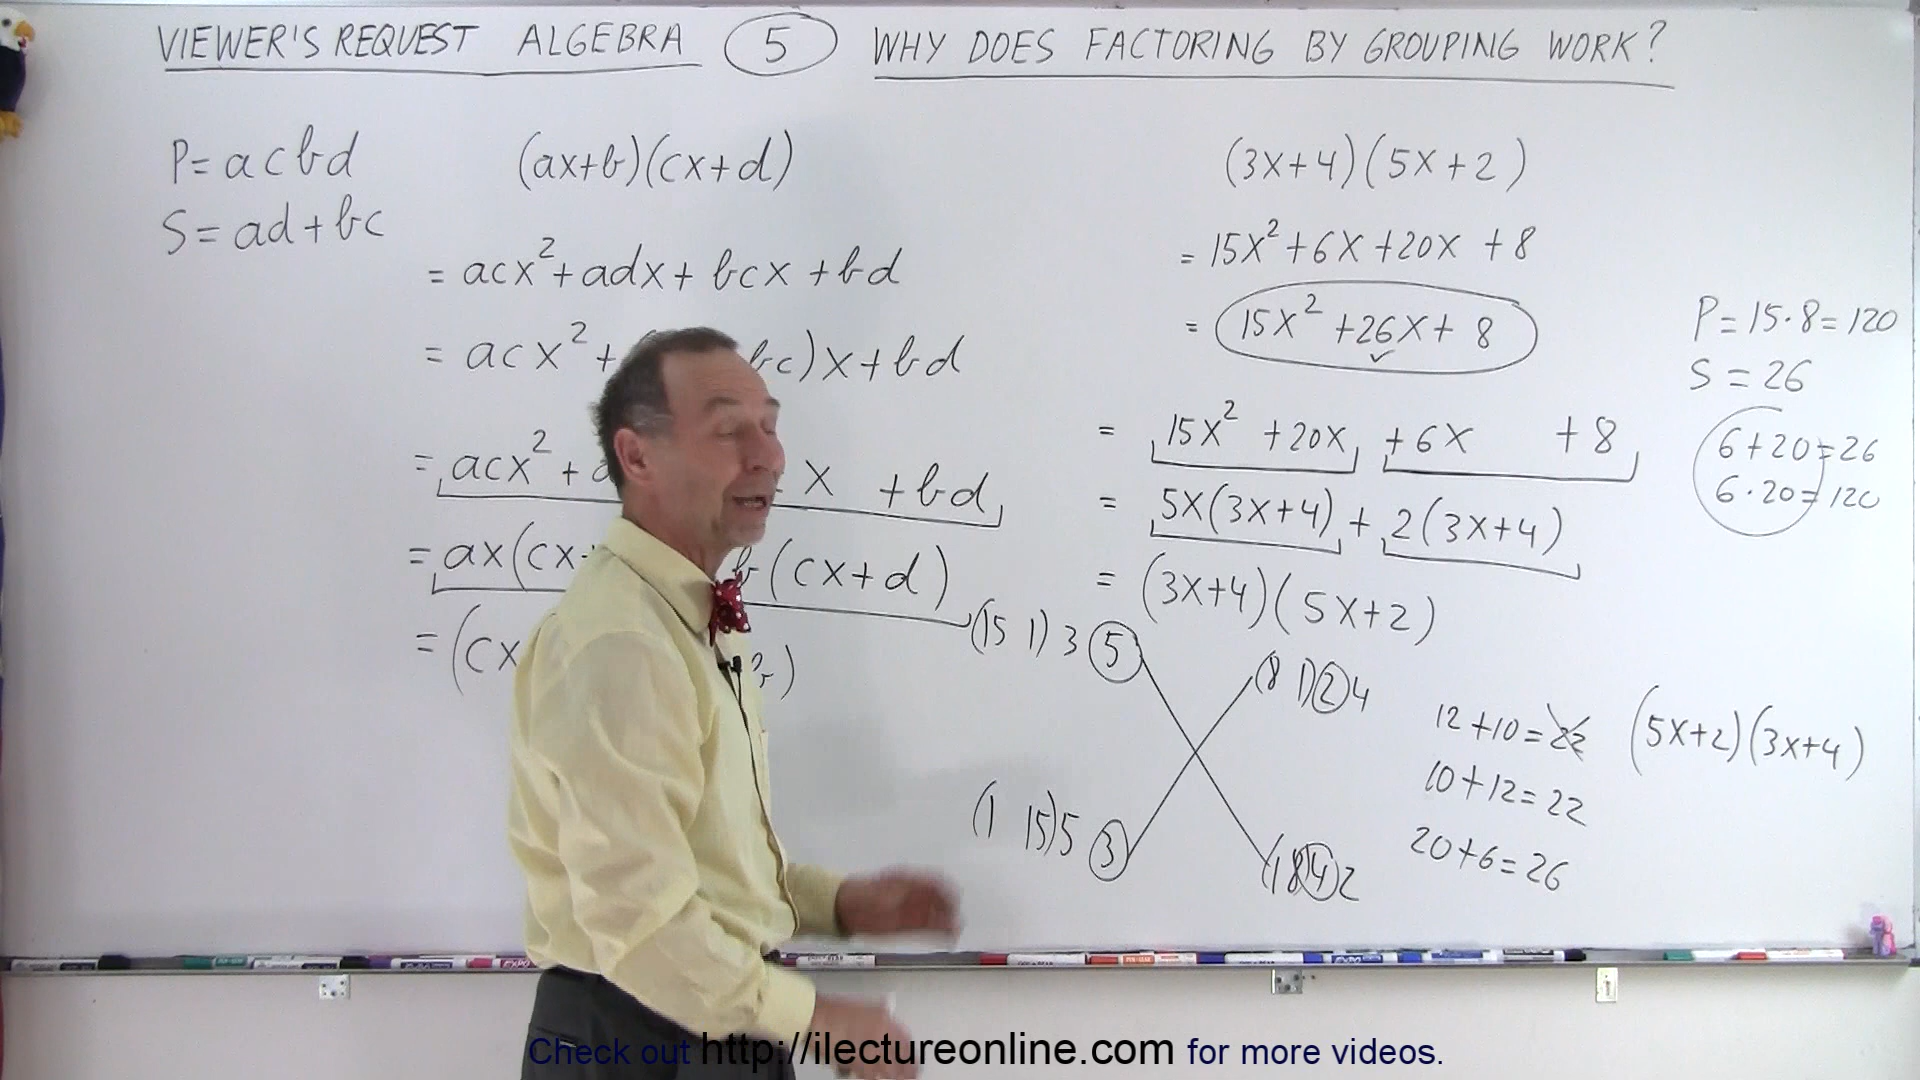 VIEWER'S REQUEST ALGEBRA 5 WHY DOES FACTORING BY GROUPING WORK?
P = acbd
S = ad + bc
(ax+b)(cx+d)
= acx² + adx + bcx + bd
= acx² + bc)x + bd
= acx² + x + bd
= ax(cx b(cx+d)
= (cx b)
(3x+4)(5x+2)
= 15x² + 6x + 20x + 8
= 15x² + 26x + 8
= 15x² + 20x + 6x + 8
= 5x(3x+4) + 2(3x+4)
= (3x+4)(5x+2)
P = 15·8 = 120
S = 26
6 + 20 = 26
6 · 20 = 120
(15 1) 3 5
(8 1) 2 4
(1 15) 5 3
(1 8) 4 2
12 + 10 = 22
10 + 12 = 22
20 + 6 = 26
(5x+2)(3x+4)
Check out http://ilectureonline.com for more videos.